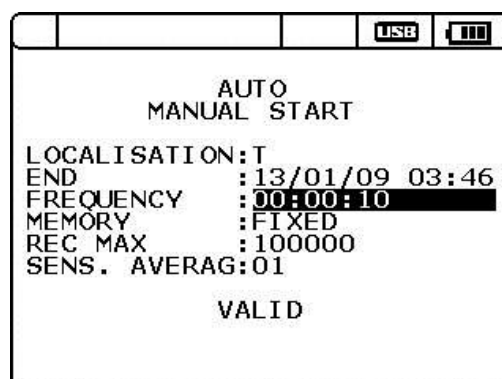 USB
AUTO
MANUAL START
LOCALISATION:T
END :13/01/09 03:46
FREQUENCY :00:00:10
MEMORY :FIXED
REC MAX :100000
SENS. AVERAG:01
VALID